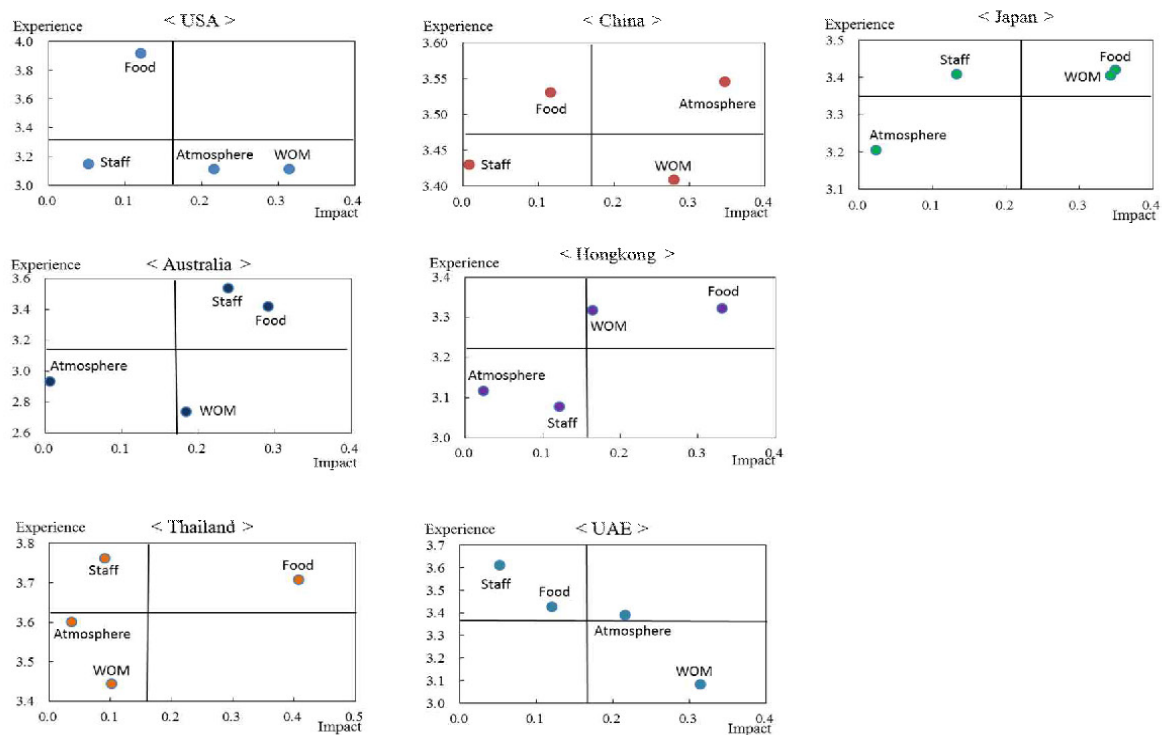 Experience
< USA >
4.0
3.8
3.6
3.4
3.2
3.0
Food
Staff
Atmosphere
WOM
0.0
0.1
0.2
0.3
0.4
Impact
Experience
< China >
3.60
3.55
3.50
3.45
3.40
Food
Atmosphere
Staff
WOM
0.0
0.1
0.2
0.3
0.4
Impact
Experience
< Japan >
3.5
3.4
3.3
3.2
3.1
Staff
Food
WOM
Atmosphere
0.0
0.1
0.2
0.3
0.4
Impact
Experience
< Australia >
3.6
3.4
3.2
3.0
2.8
2.6
Staff
Food
Atmosphere
WOM
0.0
0.1
0.2
0.3
0.4
Impact
Experience
< Hongkong >
3.4
3.3
3.2
3.1
3.0
Food
WOM
Atmosphere
Staff
0.0
0.1
0.2
0.3
0.4
Impact
Experience
< Thailand >
3.8
3.7
3.6
3.5
3.4
Staff
Food
Atmosphere
WOM
0.0
0.1
0.2
0.3
0.4
0.5
Impact
Experience
< UAE >
3.7
3.6
3.5
3.4
3.3
3.2
3.1
3.0
Staff
Food
Atmosphere
WOM
0.0
0.1
0.2
0.3
0.4
Impact